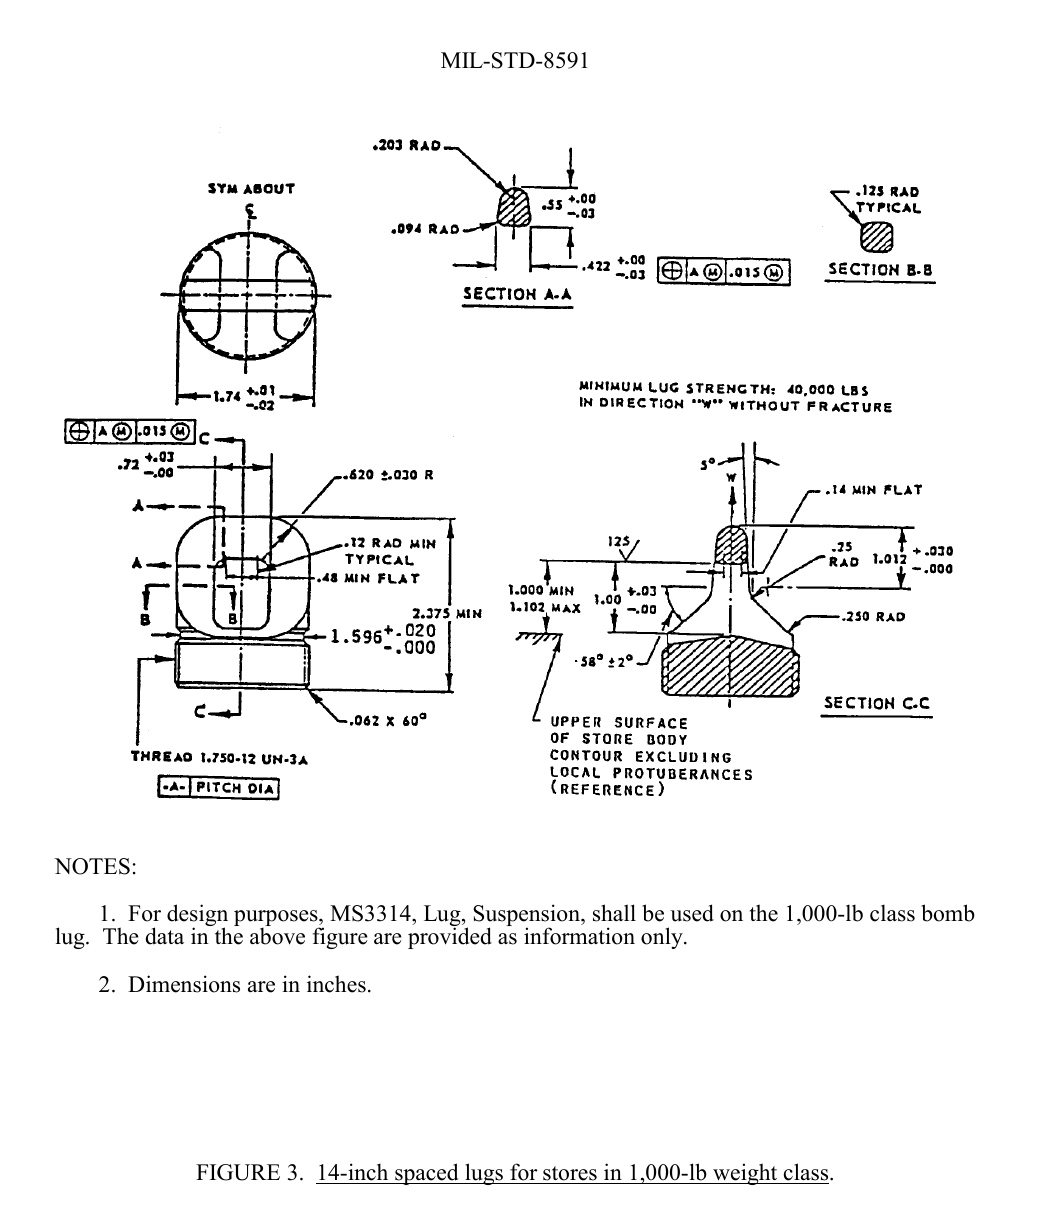 MIL-STD-8591
.203 RAD
SYM ABOUT
℄
.55 +.00
-.03
.094 RAD
.422 +.00
-.03
⌖ A Ⓜ .015 Ⓜ
SECTION A-A
.125 RAD
TYPICAL
SECTION B-B
1.74 +.01
-.02
MINIMUM LUG STRENGTH: 40,000 LBS
IN DIRECTION "W" WITHOUT FRACTURE
⌖ A Ⓜ .015 Ⓜ
C
.72 +.03
-.00
.620 ±.030 R
A
A
.12 RAD MIN
TYPICAL
.48 MIN FLAT
B
B
2.375 MIN
1.596 +.020
-.000
C
.062 X 60°
THREAD 1.750-12 UN-3A
-A- PITCH DIA
5°
W
.14 MIN FLAT
125
.25
RAD
1.012 +.030
-.000
1.000 MIN
1.102 MAX
1.00 +.03
-.00
.250 RAD
58° ±2°
SECTION C-C
UPPER SURFACE
OF STORE BODY
CONTOUR EXCLUDING
LOCAL PROTUBERANCES
(REFERENCE)
NOTES:
1. For design purposes, MS3314, Lug, Suspension, shall be used on the 1,000-lb class bomb
lug. The data in the above figure are provided as information only.
2. Dimensions are in inches.
FIGURE 3. 14-inch spaced lugs for stores in 1,000-lb weight class.